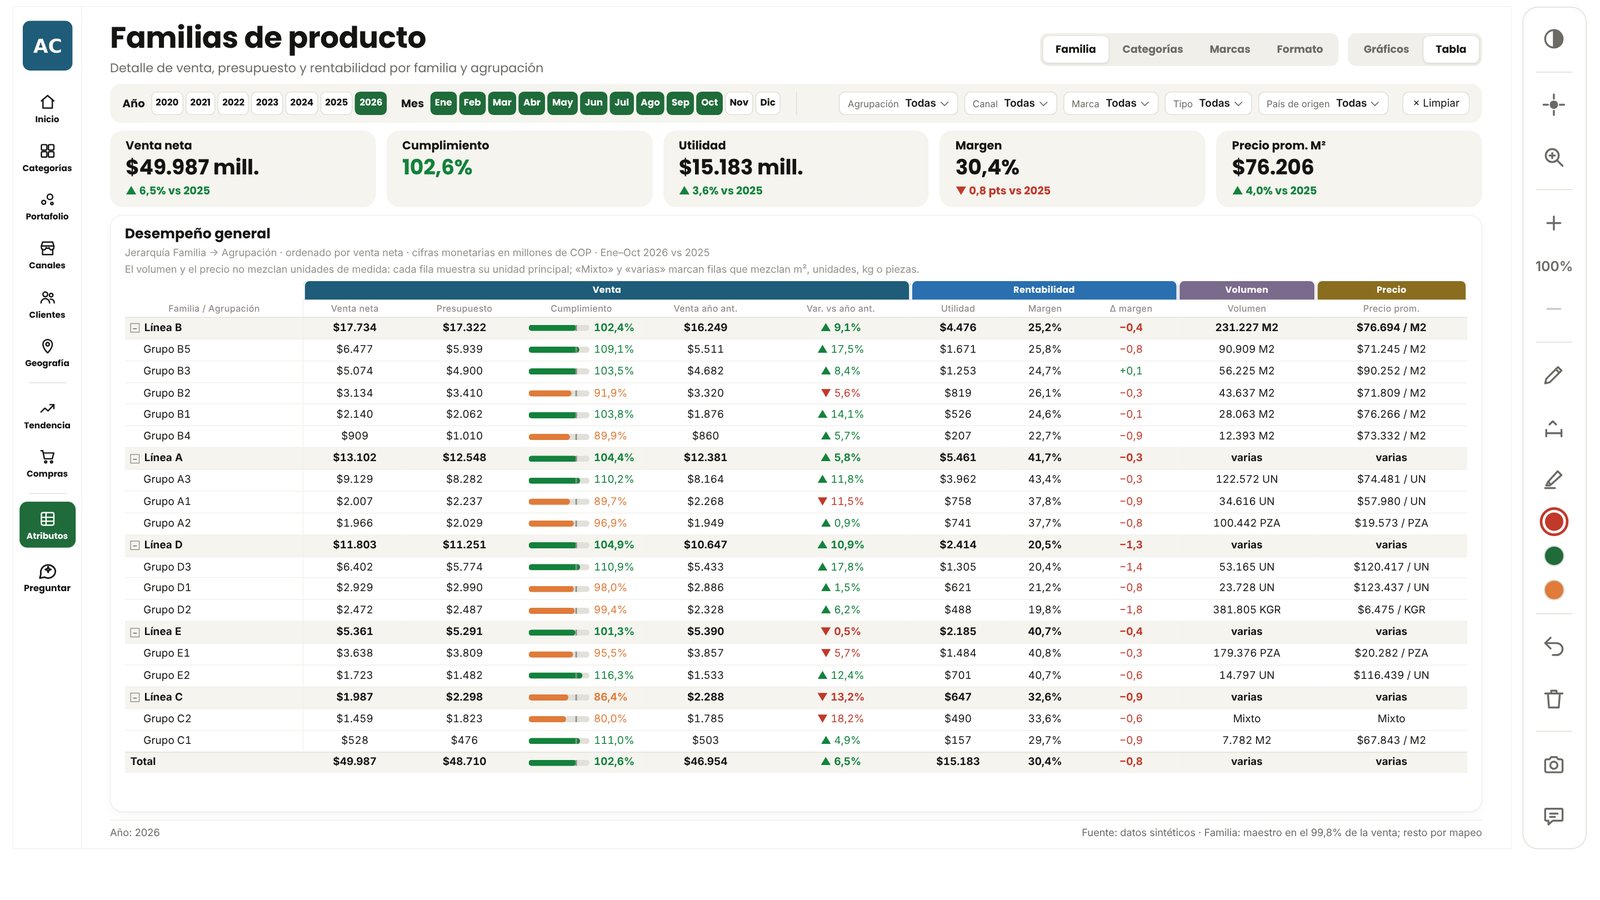 AC
Inicio
Categorías
Portafolio
Canales
Clientes
Geografía
Tendencia
Compras
Atributos
Preguntar
Familias de producto
Detalle de venta, presupuesto y rentabilidad por familia y agrupación
Familia Categorías Marcas Formato Gráficos Tabla
Año 2020 2021 2022 2023 2024 2025 2026 Mes Ene Feb Mar Abr May Jun Jul Ago Sep Oct Nov Dic Agrupación Todas Canal Todas Marca Todas Tipo Todas País de origen Todas × Limpiar
Venta neta
$49.987 mill.
▲ 6,5% vs 2025
Cumplimiento
102,6%
Utilidad
$15.183 mill.
▲ 3,6% vs 2025
Margen
30,4%
▼ 0,8 pts vs 2025
Precio prom. M²
$76.206
▲ 4,0% vs 2025
Desempeño general
Jerarquía Familia → Agrupación · ordenado por venta neta · cifras monetarias en millones de COP · Ene–Oct 2026 vs 2025
El volumen y el precio no mezclan unidades de medida: cada fila muestra su unidad principal; «Mixto» y «varias» marcan filas que mezclan m², unidades, kg o piezas.
Venta Rentabilidad Volumen Precio
Familia / Agrupación Venta neta Presupuesto Cumplimiento Venta año ant. Var. vs año ant. Utilidad Margen Δ margen Volumen Precio prom.
Línea B $17.734 $17.322 102,4% $16.249 ▲ 9,1% $4.476 25,2% −0,4 231.227 M2 $76.694 / M2
Grupo B5 $6.477 $5.939 109,1% $5.511 ▲ 17,5% $1.671 25,8% −0,8 90.909 M2 $71.245 / M2
Grupo B3 $5.074 $4.900 103,5% $4.682 ▲ 8,4% $1.253 24,7% +0,1 56.225 M2 $90.252 / M2
Grupo B2 $3.134 $3.410 91,9% $3.320 ▼ 5,6% $819 26,1% −0,3 43.637 M2 $71.809 / M2
Grupo B1 $2.140 $2.062 103,8% $1.876 ▲ 14,1% $526 24,6% −0,1 28.063 M2 $76.266 / M2
Grupo B4 $909 $1.010 89,9% $860 ▲ 5,7% $207 22,7% −0,9 12.393 M2 $73.332 / M2
Línea A $13.102 $12.548 104,4% $12.381 ▲ 5,8% $5.461 41,7% −0,3 varias varias
Grupo A3 $9.129 $8.282 110,2% $8.164 ▲ 11,8% $3.962 43,4% −0,3 122.572 UN $74.481 / UN
Grupo A1 $2.007 $2.237 89,7% $2.268 ▼ 11,5% $758 37,8% −0,9 34.616 UN $57.980 / UN
Grupo A2 $1.966 $2.029 96,9% $1.949 ▲ 0,9% $741 37,7% −0,8 100.442 PZA $19.573 / PZA
Línea D $11.803 $11.251 104,9% $10.647 ▲ 10,9% $2.414 20,5% −1,3 varias varias
Grupo D3 $6.402 $5.774 110,9% $5.433 ▲ 17,8% $1.305 20,4% −1,4 53.165 UN $120.417 / UN
Grupo D1 $2.929 $2.990 98,0% $2.886 ▲ 1,5% $621 21,2% −0,8 23.728 UN $123.437 / UN
Grupo D2 $2.472 $2.487 99,4% $2.328 ▲ 6,2% $488 19,8% −1,8 381.805 KGR $6.475 / KGR
Línea E $5.361 $5.291 101,3% $5.390 ▼ 0,5% $2.185 40,7% −0,4 varias varias
Grupo E1 $3.638 $3.809 95,5% $3.857 ▼ 5,7% $1.484 40,8% −0,3 179.376 PZA $20.282 / PZA
Grupo E2 $1.723 $1.482 116,3% $1.533 ▲ 12,4% $701 40,7% −0,6 14.797 UN $116.439 / UN
Línea C $1.987 $2.298 86,4% $2.288 ▼ 13,2% $647 32,6% −0,9 varias varias
Grupo C2 $1.459 $1.823 80,0% $1.785 ▼ 18,2% $490 33,6% −0,6 Mixto Mixto
Grupo C1 $528 $476 111,0% $503 ▲ 4,9% $157 29,7% −0,9 7.782 M2 $67.843 / M2
Total $49.987 $48.710 102,6% $46.954 ▲ 6,5% $15.183 30,4% −0,8 varias varias
Año: 2026
Fuente: datos sintéticos · Familia: maestro en el 99,8% de la venta; resto por mapeo
100%